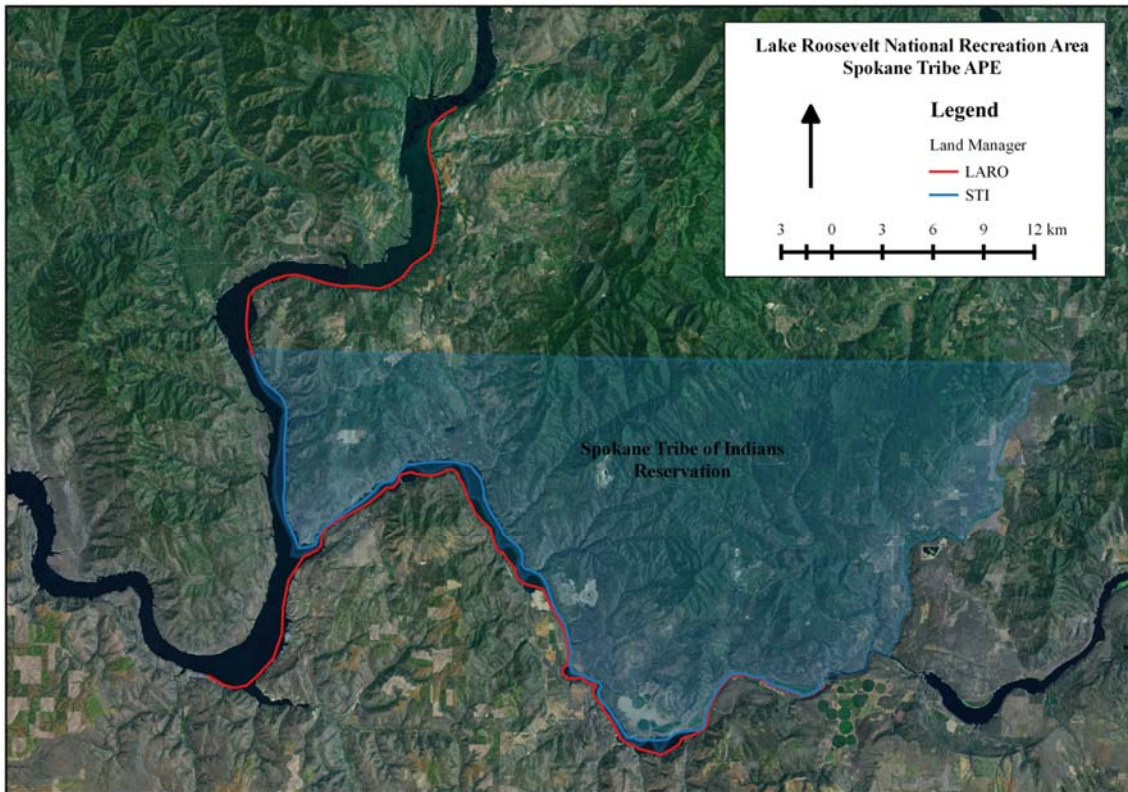 Lake Roosevelt National Recreation Area
Spokane Tribe APE
Legend
Land Manager
LARO
STI
3 0 3 6 9 12 km
Spokane Tribe of Indians
Reservation